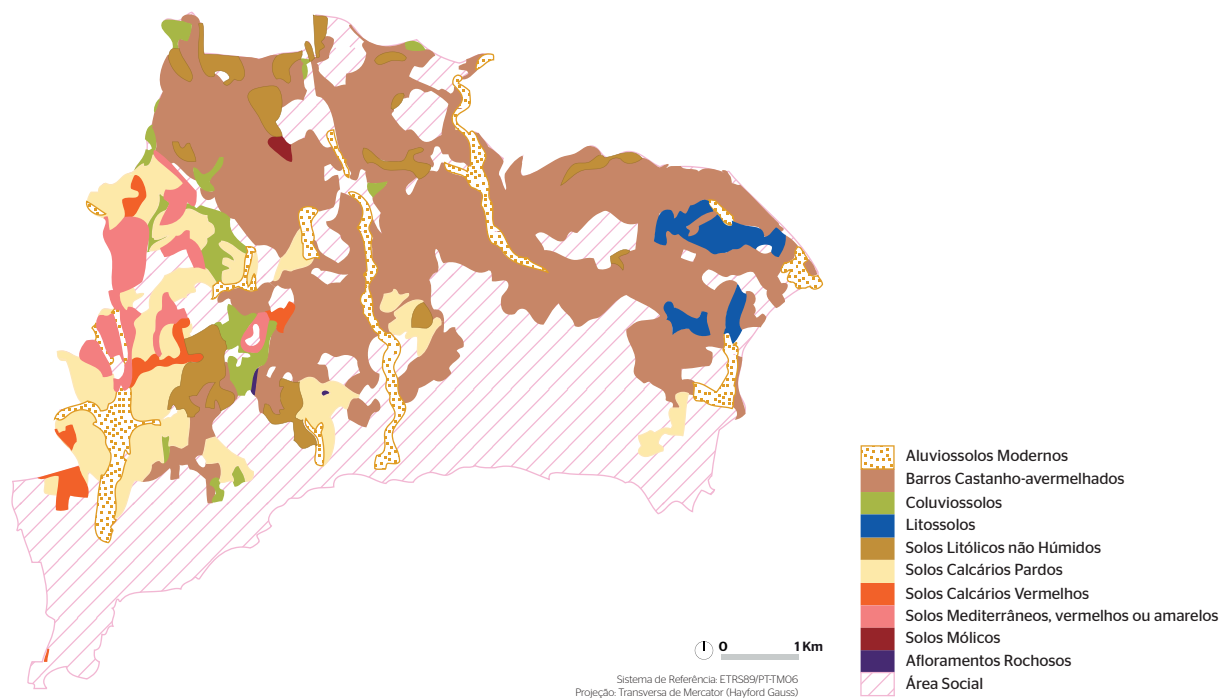 Aluviossolos Modernos
Barros Castanho-avermelhados
Coluviossolos
Litossolos
Solos Litólicos não Húmidos
Solos Calcários Pardos
Solos Calcários Vermelhos
Solos Mediterrâneos, vermelhos ou amarelos
Solos Mólicos
Afloramentos Rochosos
Área Social
0 1 Km
Sistema de Referência: ETRS89/PT-TM06
Projeção: Transversa de Mercator (Hayford Gauss)